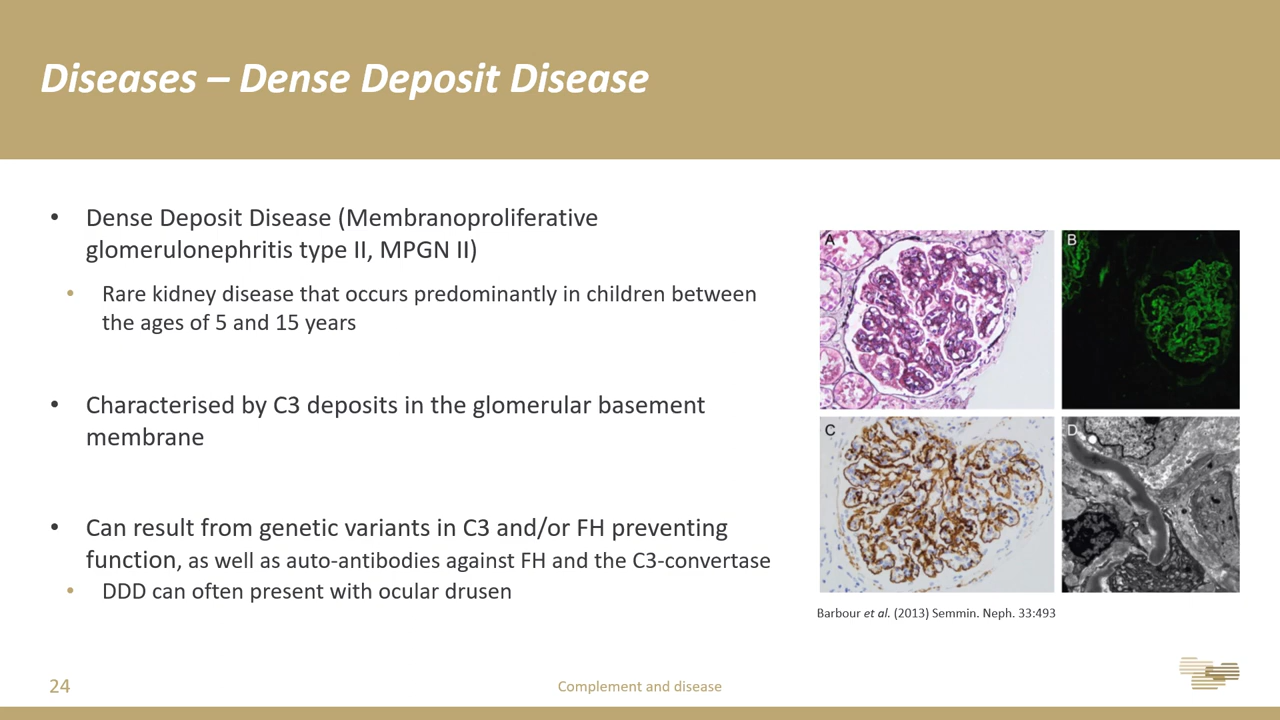 Diseases – Dense Deposit Disease
• Dense Deposit Disease (Membranoproliferative
glomerulonephritis type II, MPGN II)
• Rare kidney disease that occurs predominantly in children between
the ages of 5 and 15 years
• Characterised by C3 deposits in the glomerular basement
membrane
• Can result from genetic variants in C3 and/or FH preventing
function, as well as auto-antibodies against FH and the C3-convertase
• DDD can often present with ocular drusen
A
B
C
D
Barbour et al. (2013) Semmin. Neph. 33:493
24
Complement and disease